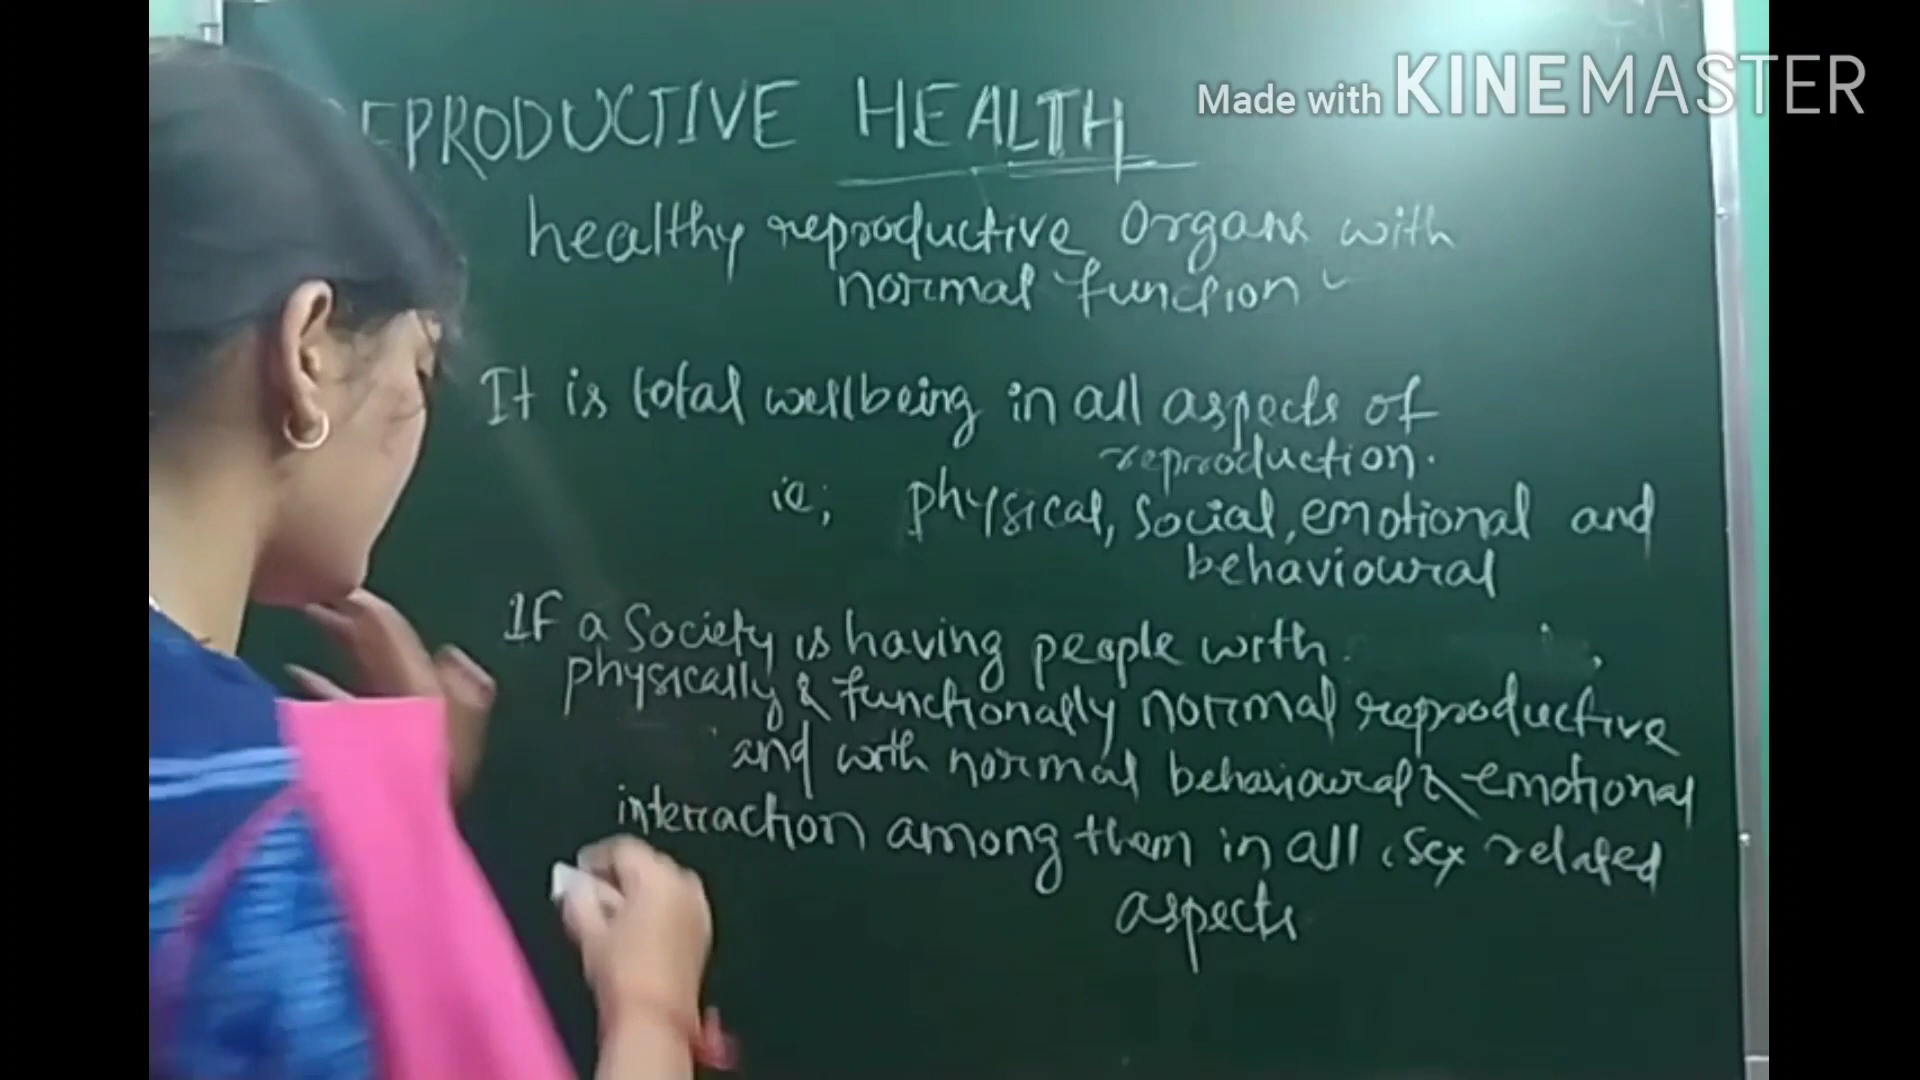 Made with KINEMASTER
REPRODUCTIVE HEALTH
healthy reproductive organs with
normal function
It is total wellbeing in all aspects of
reproduction.
ie; physical, social, emotional and
behavioural
IF a society is having people with
physically & functionally normal reproductive
and with normal behavioural & emotional
interaction among them in all sex related
aspects